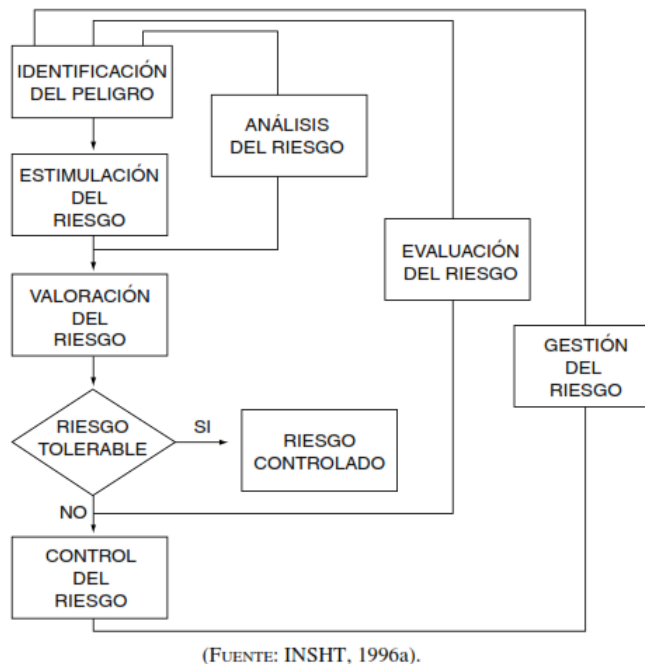 IDENTIFICACIÓN
DEL PELIGRO
ANÁLISIS
DEL RIESGO
ESTIMULACIÓN
DEL
RIESGO
EVALUACIÓN
DEL RIESGO
VALORACIÓN
DEL
RIESGO
GESTIÓN
DEL
RIESGO
RIESGO
TOLERABLE
SI
RIESGO
CONTROLADO
NO
CONTROL
DEL
RIESGO
(FUENTE: INSHT, 1996a).